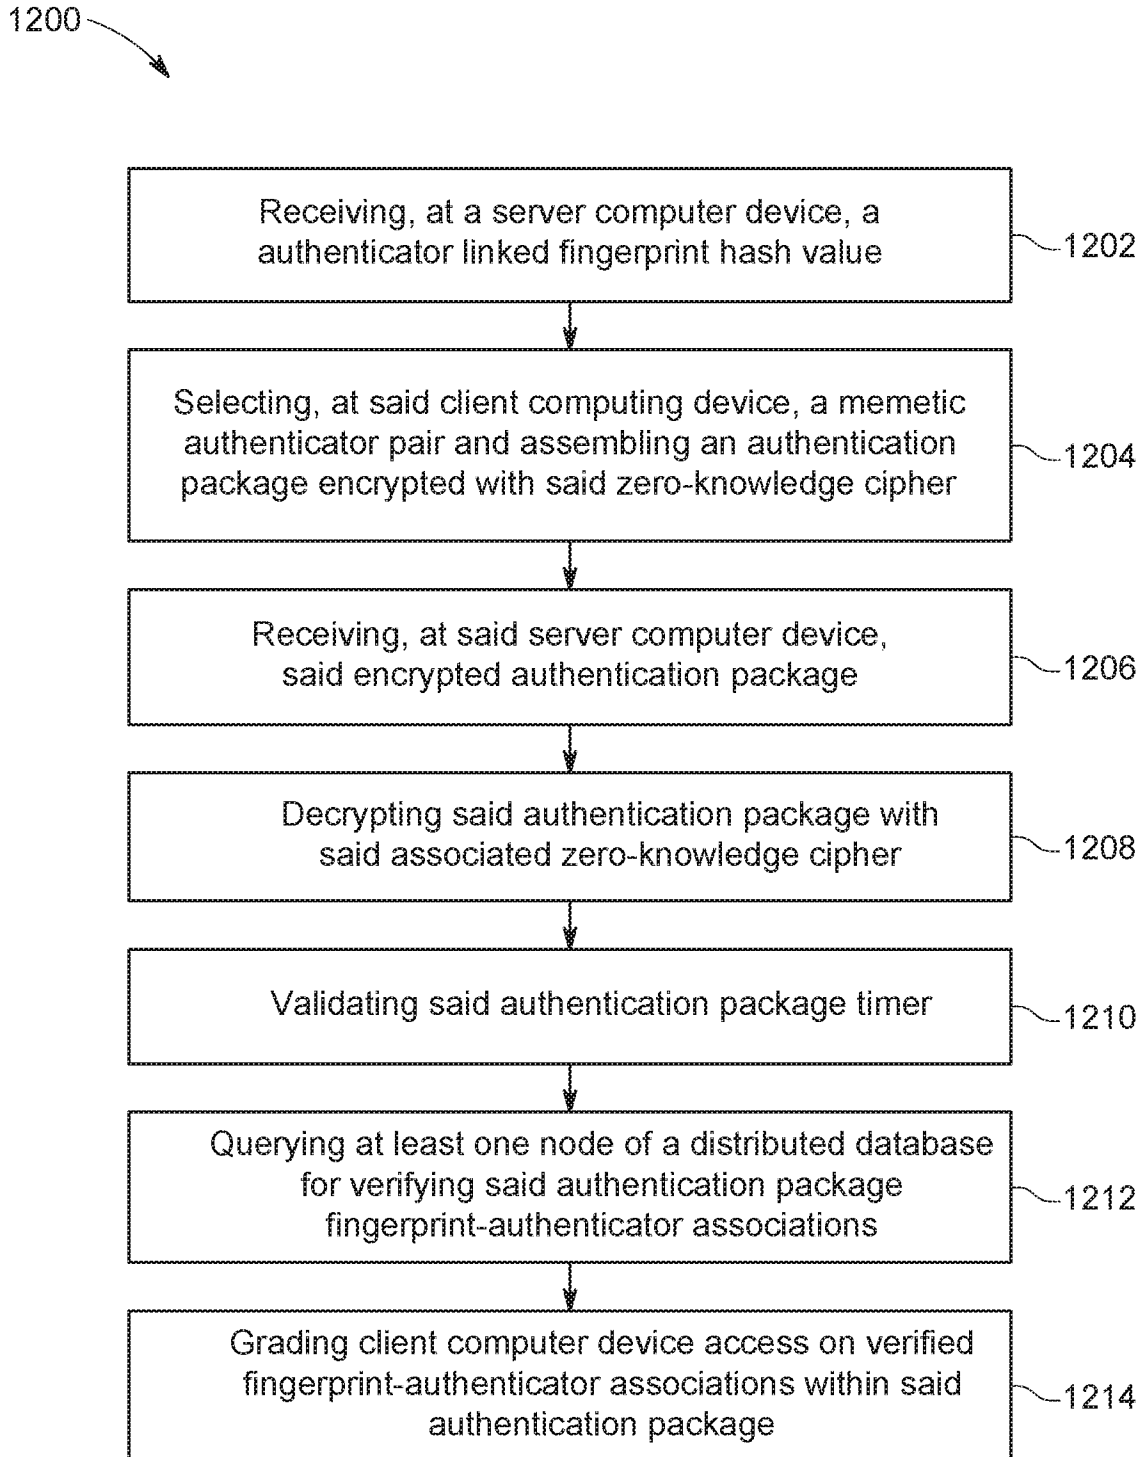 1200
Receiving, at a server computer device, a
authenticator linked fingerprint hash value
1202
Selecting, at said client computing device, a memetic
authenticator pair and assembling an authentication
package encrypted with said zero-knowledge cipher
1204
Receiving, at said server computer device,
said encrypted authentication package
1206
Decrypting said authentication package with
said associated zero-knowledge cipher
1208
Validating said authentication package timer
1210
Querying at least one node of a distributed database
for verifying said authentication package
fingerprint-authenticator associations
1212
Grading client computer device access on verified
fingerprint-authenticator associations within said
authentication package
1214